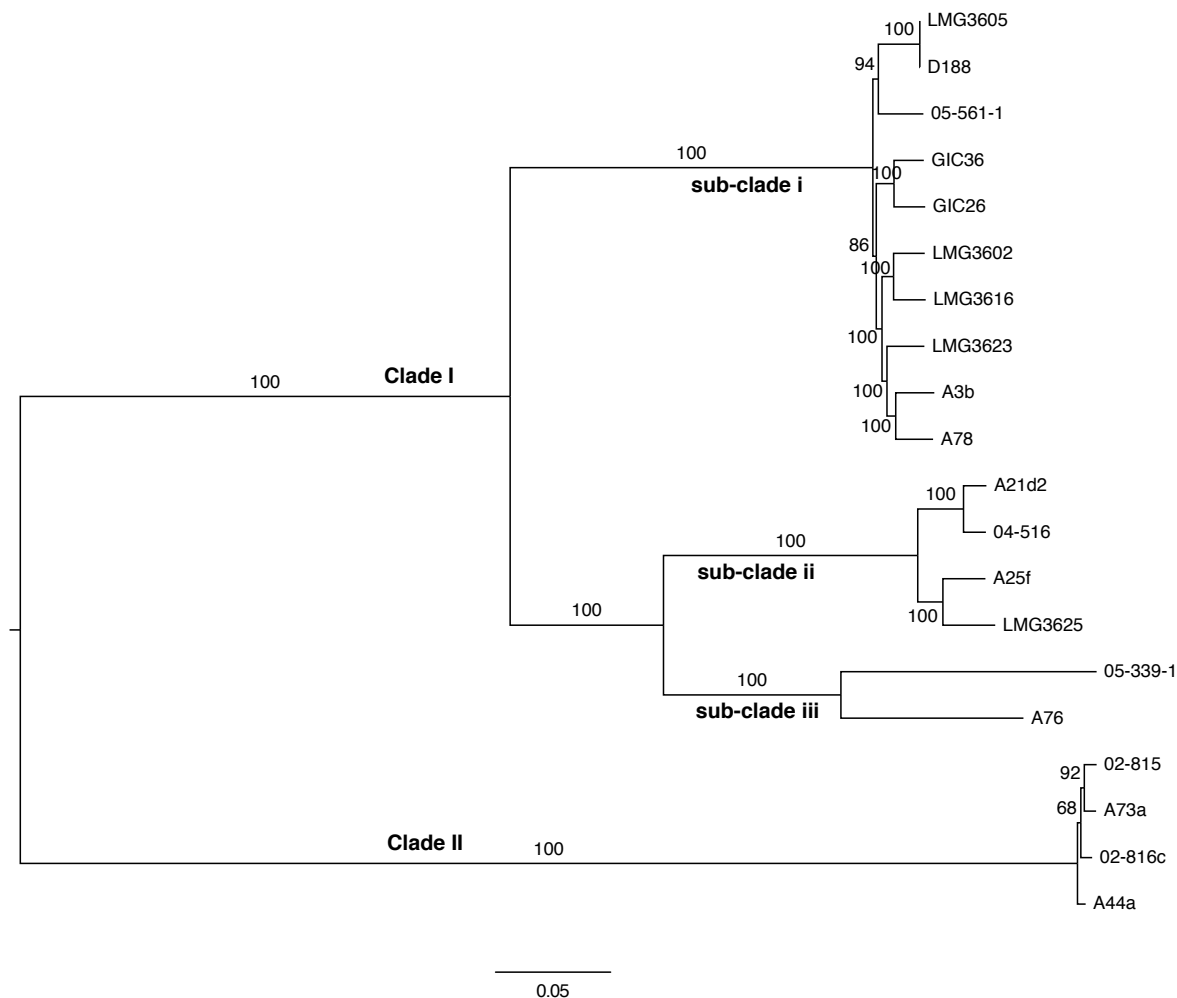 LMG3605
100
D188
94
05-561-1
100
GIC36
100
sub-clade i
GIC26
86
LMG3602
100
LMG3616
100
LMG3623
100
Clade I
100
A3b
100
A78
A21d2
100
04-516
100
sub-clade ii
A25f
100
100
LMG3625
05-339-1
100
sub-clade iii
A76
02-815
92
68
A73a
Clade II
100
02-816c
A44a
0.05